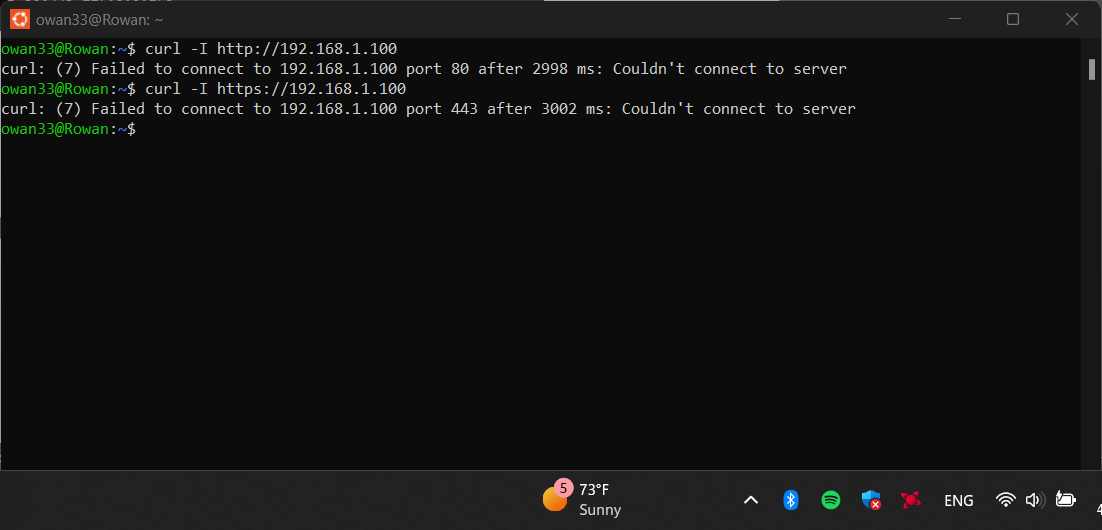 owan33@Rowan: ~
owan33@Rowan:~$ curl -I http://192.168.1.100
curl: (7) Failed to connect to 192.168.1.100 port 80 after 2998 ms: Couldn't connect to server
owan33@Rowan:~$ curl -I https://192.168.1.100
curl: (7) Failed to connect to 192.168.1.100 port 443 after 3002 ms: Couldn't connect to server
owan33@Rowan:~$
5
73°F
Sunny
ENG